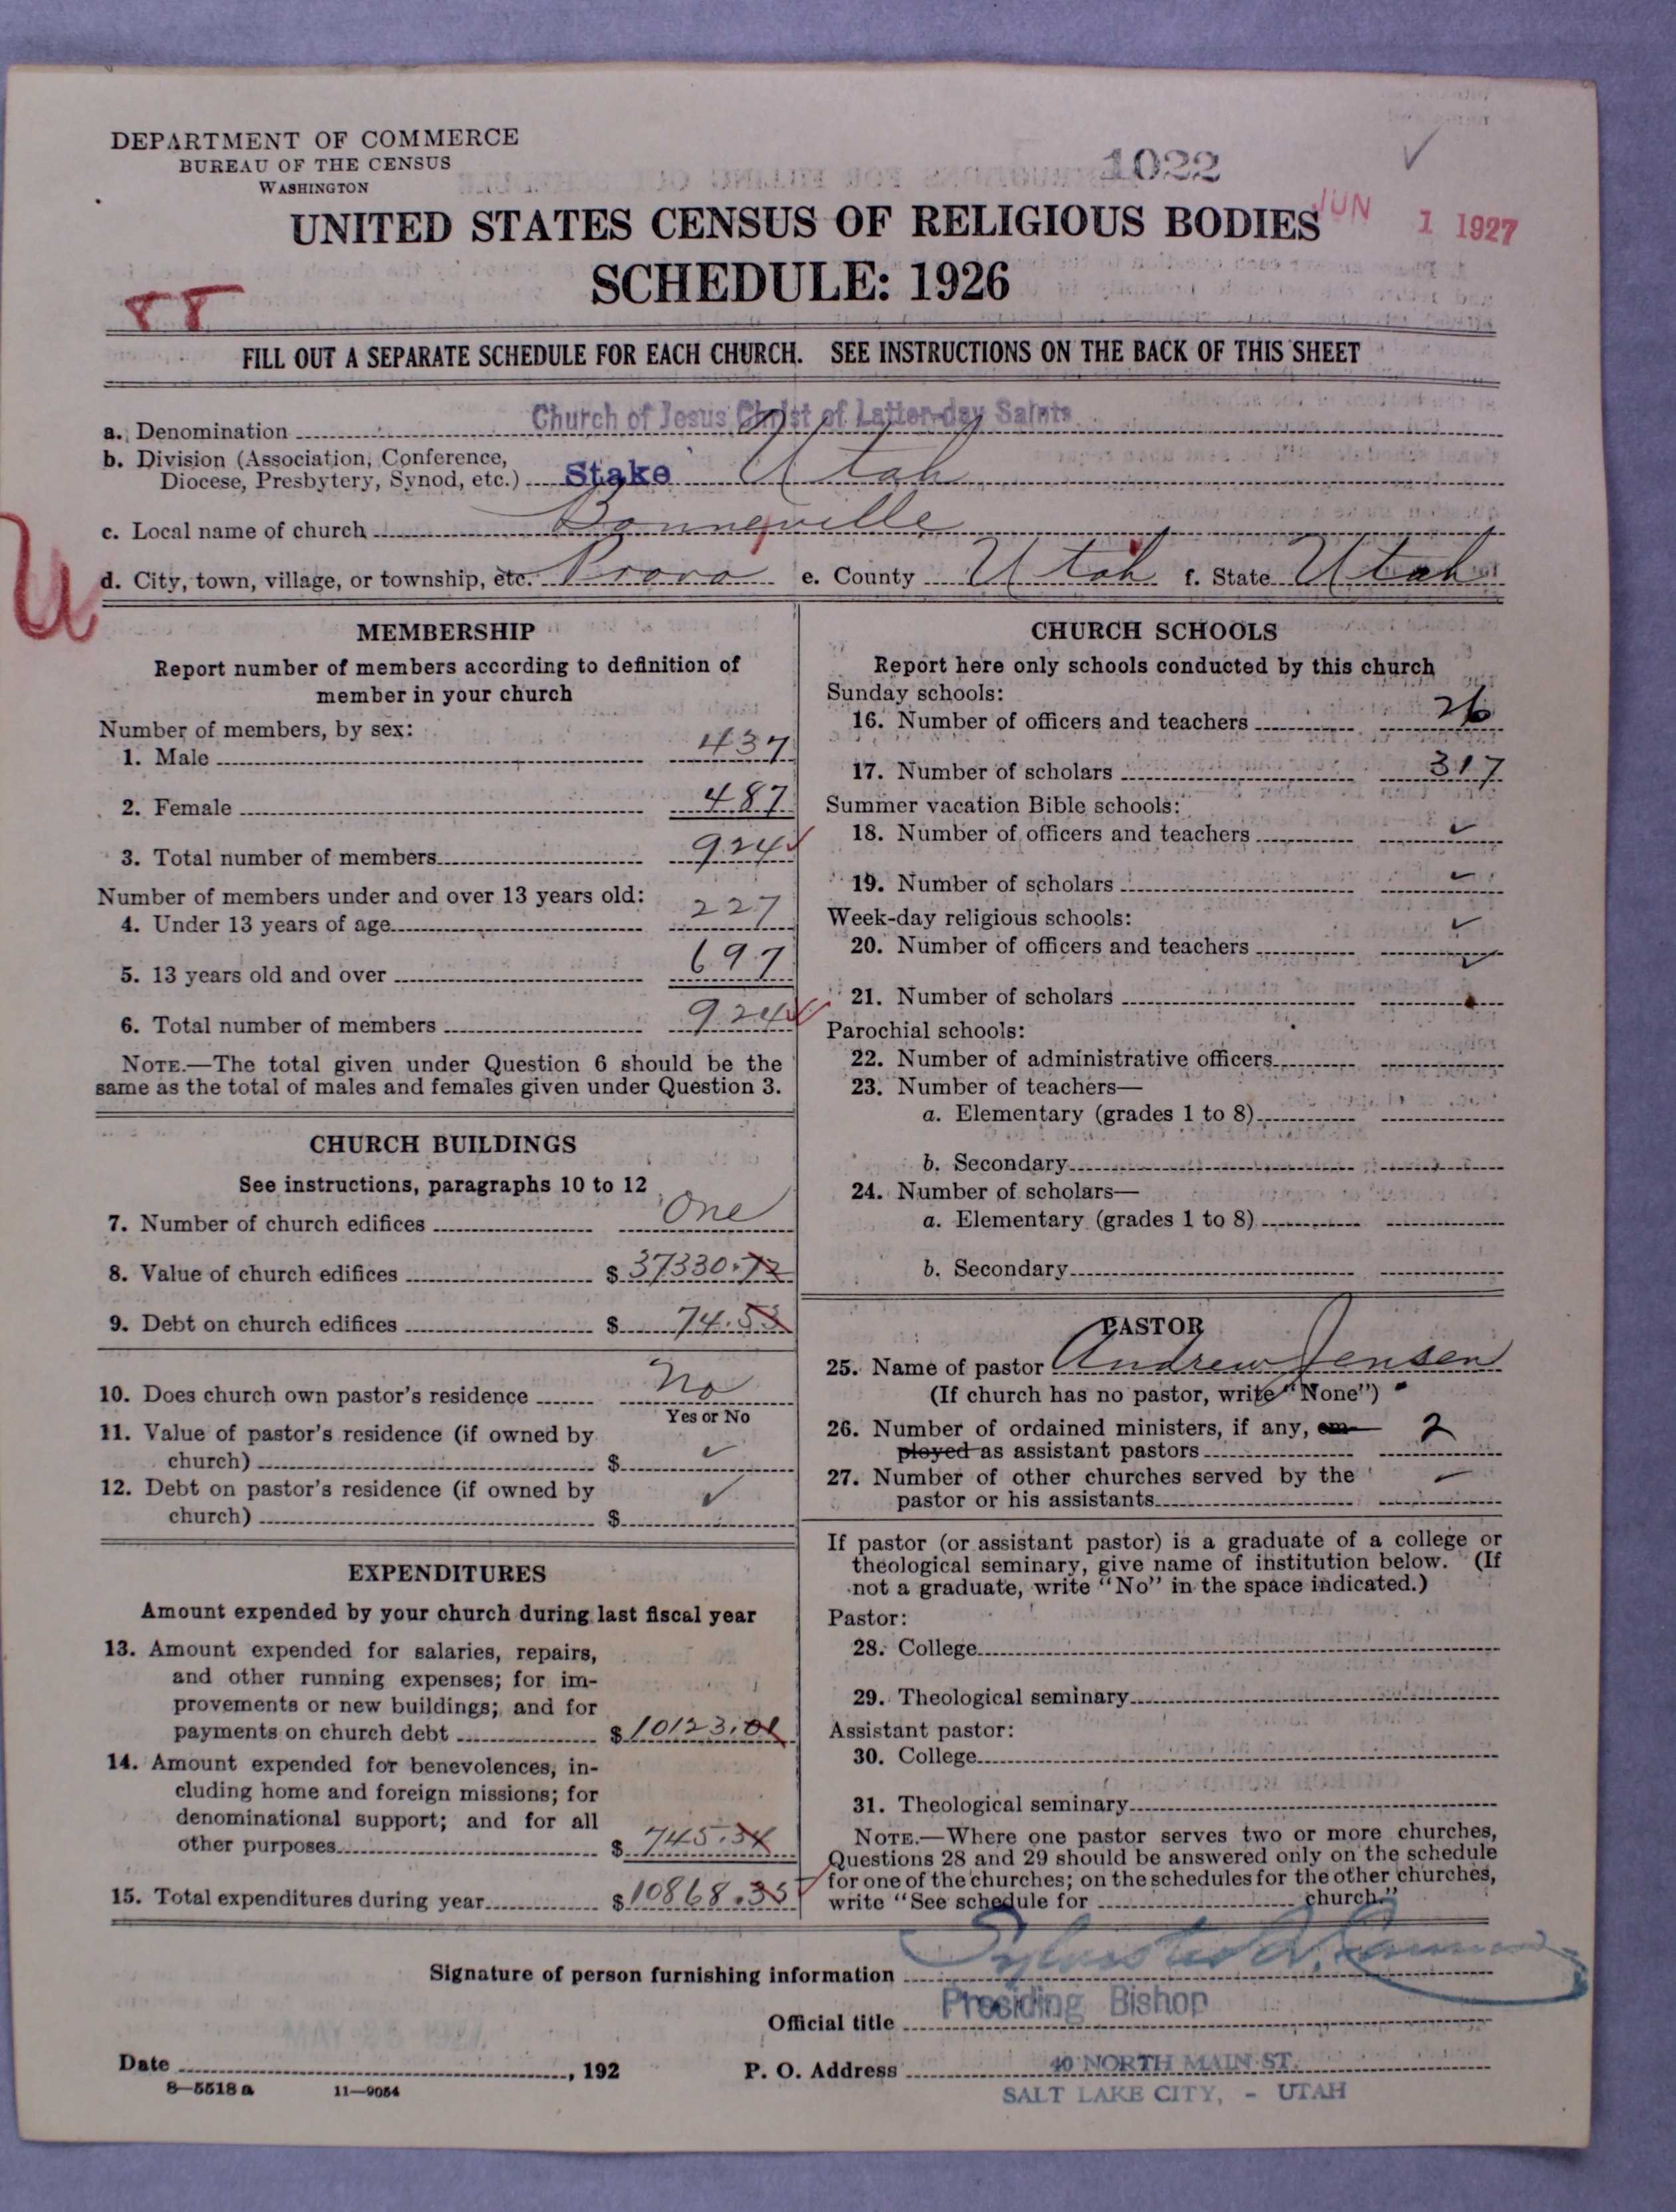 DEPARTMENT OF COMMERCE
BUREAU OF THE CENSUS
WASHINGTON
1022
UNITED STATES CENSUS OF RELIGIOUS BODIES
JUN 1 1927
SCHEDULE: 1926
FILL OUT A SEPARATE SCHEDULE FOR EACH CHURCH. SEE INSTRUCTIONS ON THE BACK OF THIS SHEET
a. Denomination Church of Jesus Christ of Latter-day Saints
b. Division (Association, Conference,
Diocese, Presbytery, Synod, etc.) Stake Utah
c. Local name of church Bonneville
d. City, town, village, or township, etc. Provo e. County Utah f. State Utah
MEMBERSHIP
Report number of members according to definition of
member in your church
Number of members, by sex:
1. Male 437
2. Female 487
3. Total number of members 924
Number of members under and over 13 years old:
4. Under 13 years of age 227
5. 13 years old and over 697
6. Total number of members 924
NOTE.—The total given under Question 6 should be the
same as the total of males and females given under Question 3.
CHURCH BUILDINGS
See instructions, paragraphs 10 to 12
7. Number of church edifices One
8. Value of church edifices $ 37330.72
9. Debt on church edifices $ 74.53
10. Does church own pastor's residence No
Yes or No
11. Value of pastor's residence (if owned by
church) $ ✓
12. Debt on pastor's residence (if owned by
church) $ ✓
EXPENDITURES
Amount expended by your church during last fiscal year
13. Amount expended for salaries, repairs,
and other running expenses; for im-
provements or new buildings; and for
payments on church debt $ 10123.01
14. Amount expended for benevolences, in-
cluding home and foreign missions; for
denominational support; and for all
other purposes $ 745.34
15. Total expenditures during year $ 10868.35
CHURCH SCHOOLS
Report here only schools conducted by this church
Sunday schools:
16. Number of officers and teachers 26
17. Number of scholars 317
Summer vacation Bible schools:
18. Number of officers and teachers ✓
19. Number of scholars ✓
Week-day religious schools:
20. Number of officers and teachers ✓
21. Number of scholars ✓
Parochial schools:
22. Number of administrative officers
23. Number of teachers—
a. Elementary (grades 1 to 8)
b. Secondary
24. Number of scholars—
a. Elementary (grades 1 to 8)
b. Secondary
PASTOR
25. Name of pastor Andrew Jensen
(If church has no pastor, write "None")
26. Number of ordained ministers, if any, em-
ployed as assistant pastors 2
27. Number of other churches served by the
pastor or his assistants
If pastor (or assistant pastor) is a graduate of a college or
theological seminary, give name of institution below. (If
not a graduate, write "No" in the space indicated.)
Pastor:
28. College
29. Theological seminary
Assistant pastor:
30. College
31. Theological seminary
NOTE.—Where one pastor serves two or more churches,
Questions 28 and 29 should be answered only on the schedule
for one of the churches; on the schedules for the other churches,
write "See schedule for church."
Signature of person furnishing information Sylvester Q. Cannon
Official title Presiding Bishop
Date , 192
P. O. Address 40 NORTH MAIN ST.
SALT LAKE CITY, - UTAH
8—5518 a 11—9054